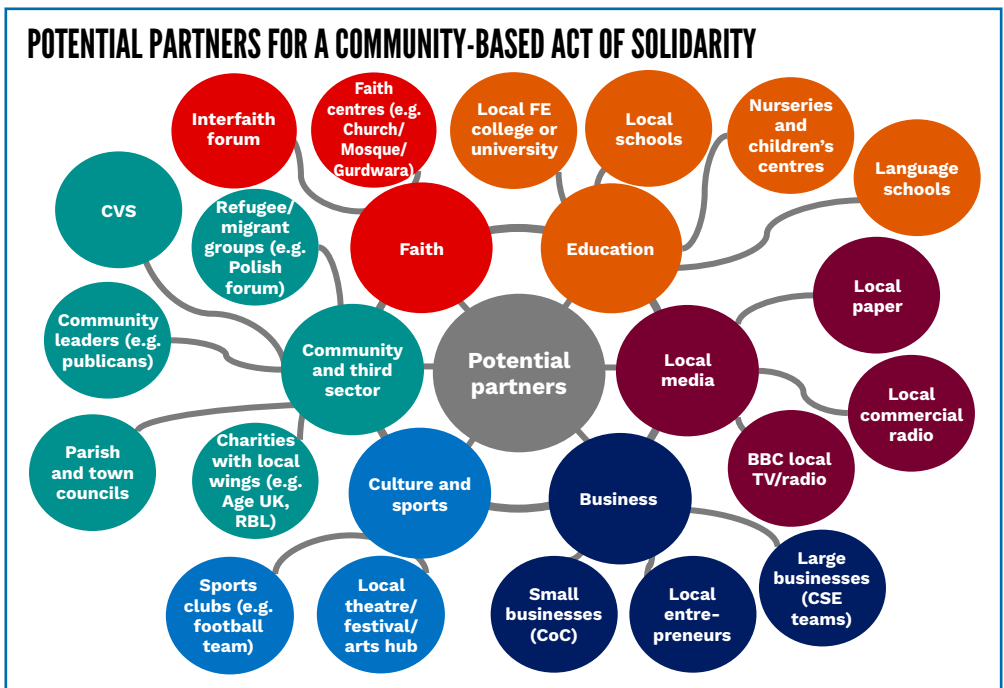 POTENTIAL PARTNERS FOR A COMMUNITY-BASED ACT OF SOLIDARITY
Interfaith
forum
Faith
centres (e.g.
Church/
Mosque/
Gurdwara)
Local FE
college or
university
Local
schools
Nurseries
and
children’s
centres
Language
schools
CVS
Refugee/
migrant
groups (e.g.
Polish
forum)
Faith
Education
Local
paper
Community
leaders (e.g.
publicans)
Community
and third
sector
Potential
partners
Local
media
Local
commercial
radio
Parish
and town
councils
Charities
with local
wings (e.g.
Age UK,
RBL)
Culture and
sports
Business
BBC local
TV/radio
Sports
clubs (e.g.
football
team)
Local
theatre/
festival/
arts hub
Small
businesses
(CoC)
Local
entre-
preneurs
Large
businesses
(CSE
teams)